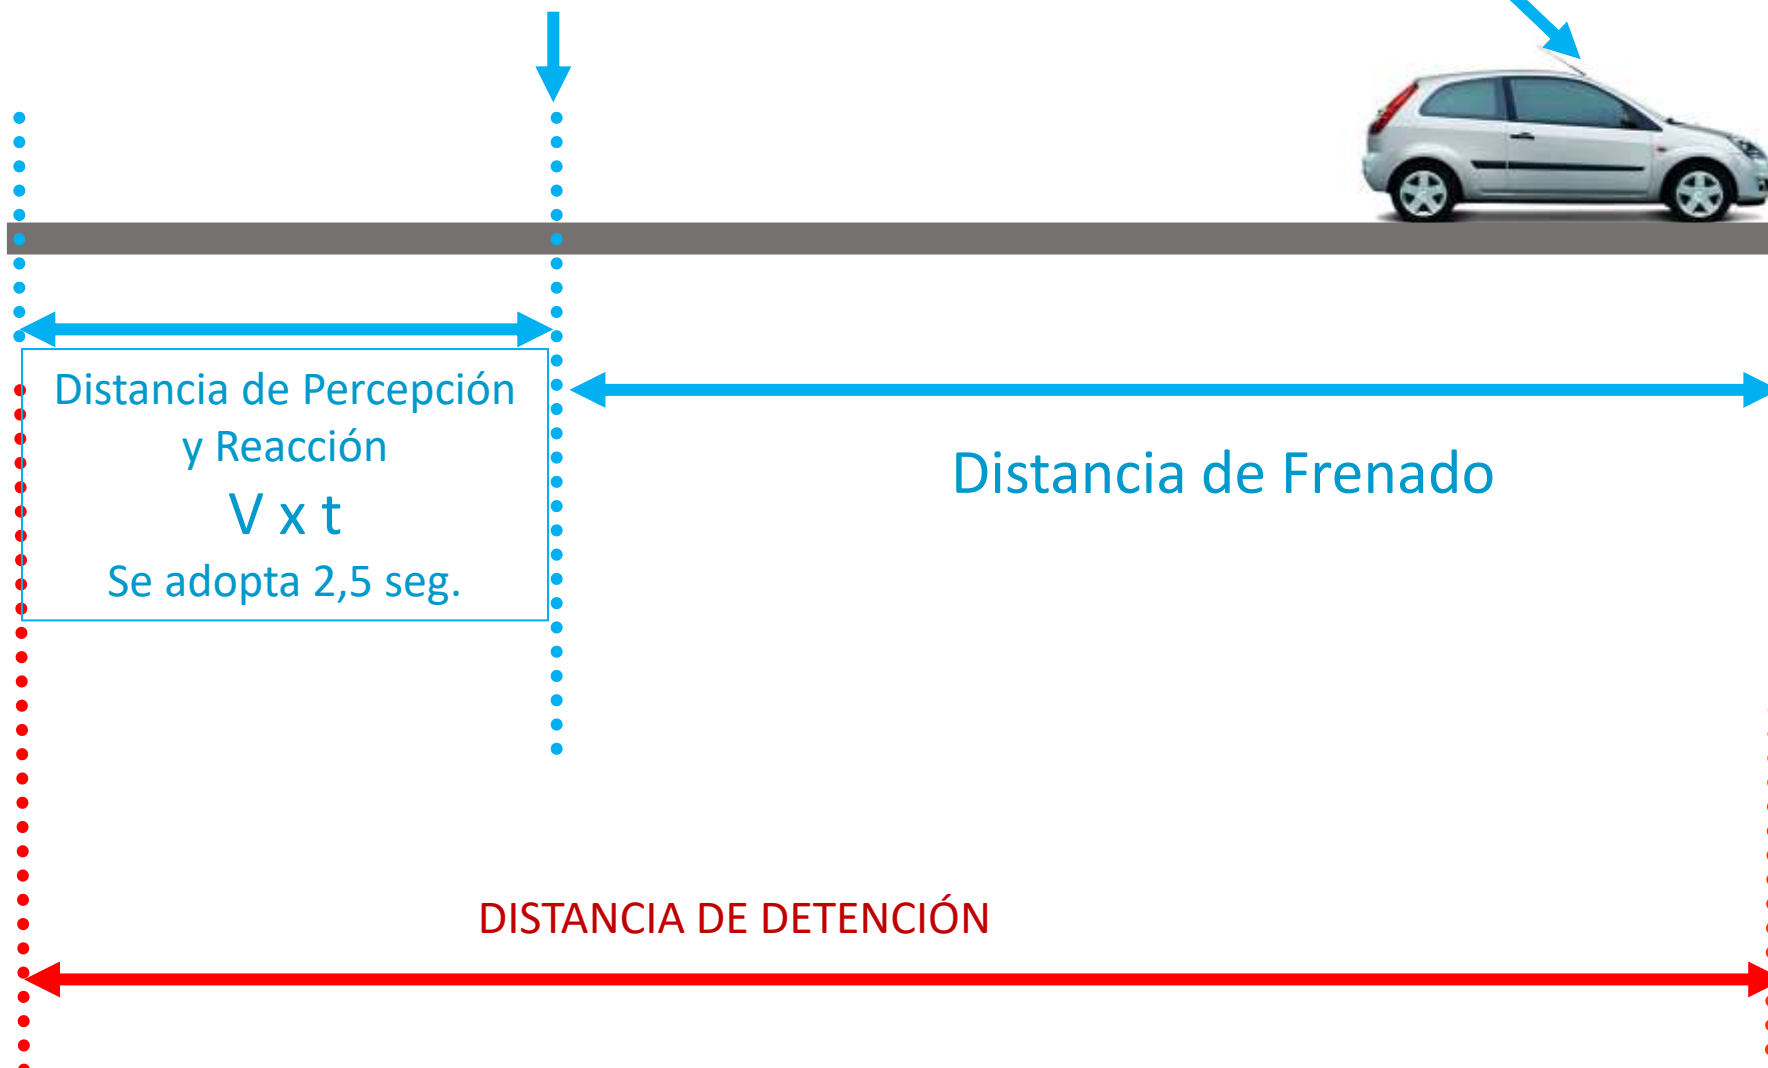 Distancia de Percepción
y Reacción
V x t
Se adopta 2,5 seg.
Distancia de Frenado
DISTANCIA DE DETENCIÓN